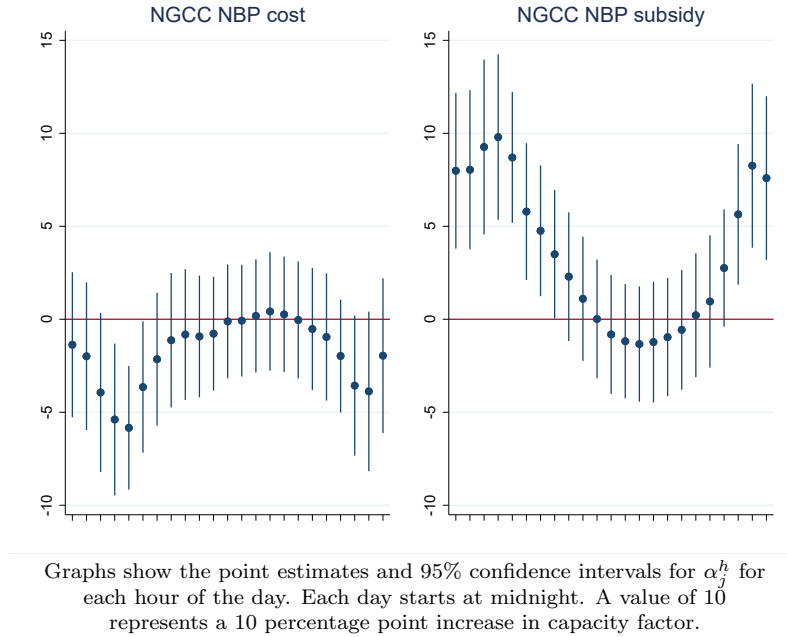 NGCC NBP cost
NGCC NBP subsidy
15
10
5
0
-5
-10
15
10
5
0
-5
-10
Graphs show the point estimates and 95% confidence intervals for α_j^h for
each hour of the day. Each day starts at midnight. A value of 10
represents a 10 percentage point increase in capacity factor.